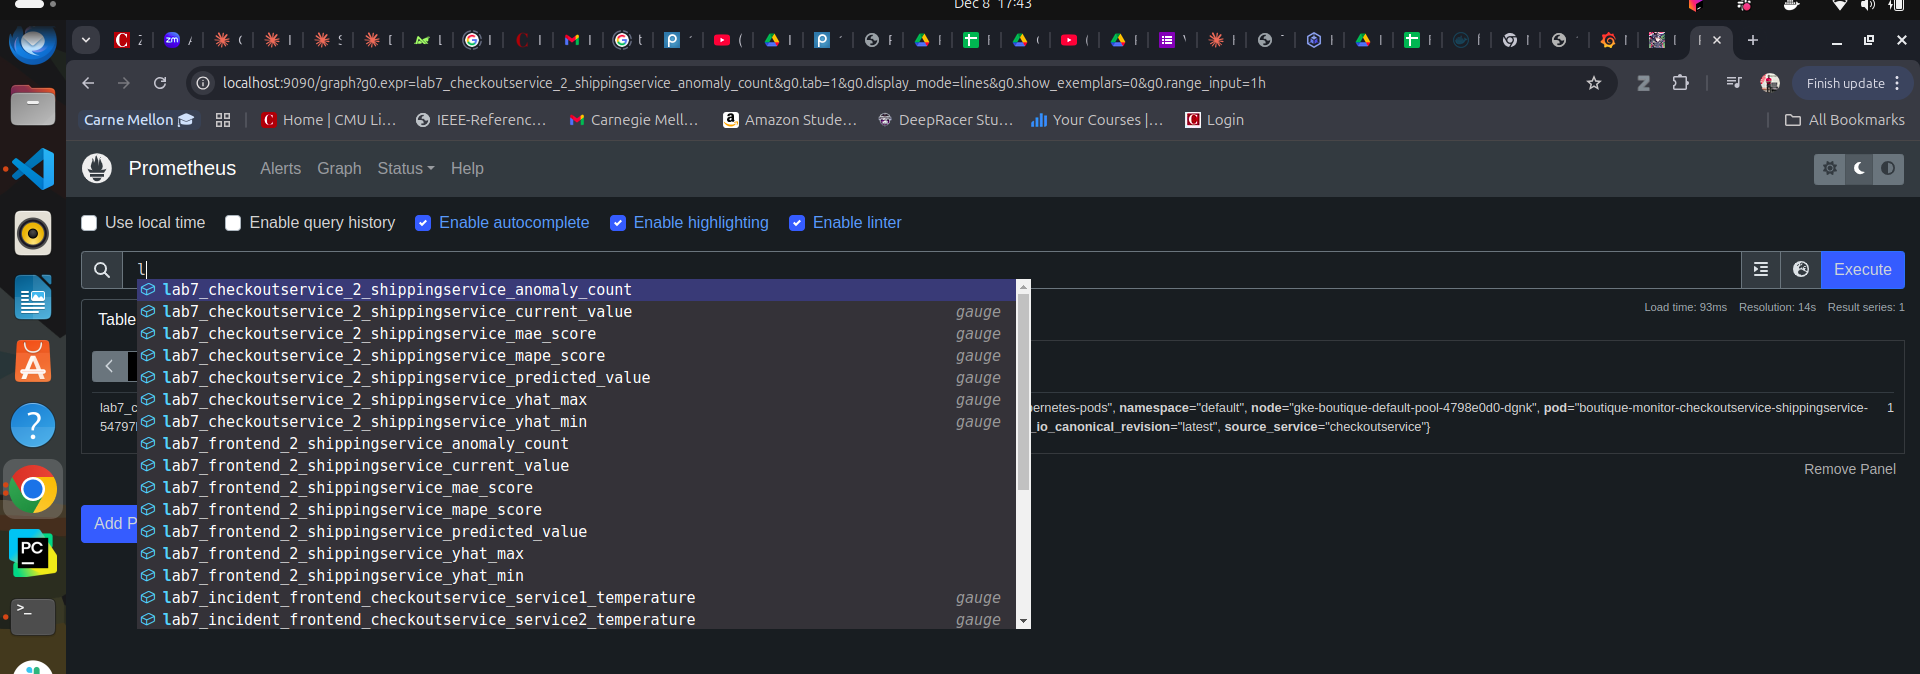 Dec 8 17:43
localhost:9090/graph?g0.expr=lab7_checkoutservice_2_shippingservice_anomaly_count&g0.tab=1&g0.display_mode=lines&g0.show_exemplars=0&g0.range_input=1h
Finish update
Carne Mellon🎓
Home | CMU Li...
IEEE-Referenc...
Carnegie Mell...
Amazon Stude...
DeepRacer Stu...
Your Courses |...
Login
All Bookmarks
Prometheus
Alerts
Graph
Status
Help
Use local time
Enable query history
Enable autocomplete
Enable highlighting
Enable linter
l
Execute
lab7_checkoutservice_2_shippingservice_anomaly_count
lab7_checkoutservice_2_shippingservice_current_value gauge
lab7_checkoutservice_2_shippingservice_mae_score gauge
lab7_checkoutservice_2_shippingservice_mape_score gauge
lab7_checkoutservice_2_shippingservice_predicted_value gauge
lab7_checkoutservice_2_shippingservice_yhat_max gauge
lab7_checkoutservice_2_shippingservice_yhat_min gauge
lab7_frontend_2_shippingservice_anomaly_count
lab7_frontend_2_shippingservice_current_value
lab7_frontend_2_shippingservice_mae_score
lab7_frontend_2_shippingservice_mape_score
lab7_frontend_2_shippingservice_predicted_value
lab7_frontend_2_shippingservice_yhat_max
lab7_frontend_2_shippingservice_yhat_min
lab7_incident_frontend_checkoutservice_service1_temperature gauge
lab7_incident_frontend_checkoutservice_service2_temperature gauge
Load time: 93ms Resolution: 14s Result series: 1
Table
lab7_c
ernetes-pods", namespace="default", node="gke-boutique-default-pool-4798e0d0-dgnk", pod="boutique-monitor-checkoutservice-shippingservice- 1
54797
_io_canonical_revision="latest", source_service="checkoutservice"}
Remove Panel
Add P
PC